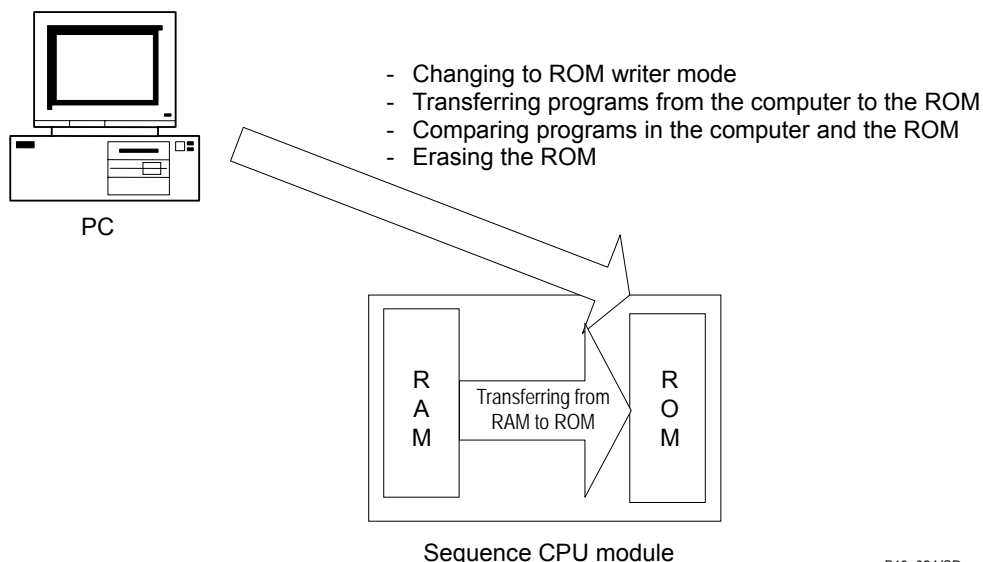 - Changing to ROM writer mode
- Transferring programs from the computer to the ROM
- Comparing programs in the computer and the ROM
- Erasing the ROM
PC
R
A
M
Transferring from
RAM to ROM
R
O
M
Sequence CPU module